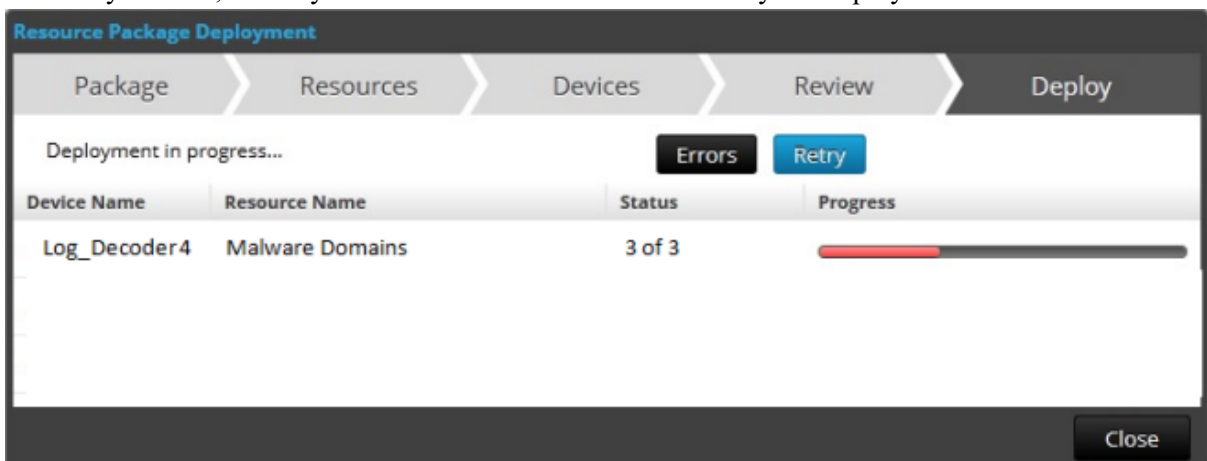 Resource Package Deployment
Package Resources Devices Review Deploy
Deployment in progress... Errors Retry
Device Name Resource Name Status Progress
Log_Decoder4 Malware Domains 3 of 3
Close